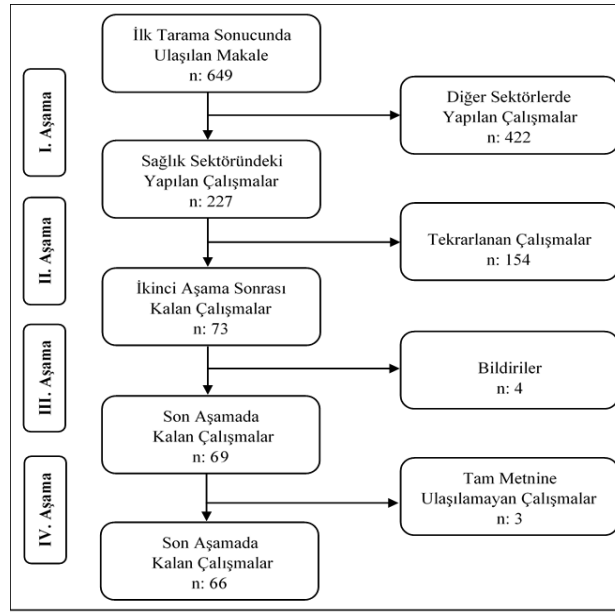 İlk Tarama Sonucunda
Ulaşılan Makale
n: 649
I. Aşama
Diğer Sektörlerde
Yapılan Çalışmalar
n: 422
Sağlık Sektöründeki
Yapılan Çalışmalar
n: 227
II. Aşama
Tekrarlanan Çalışmalar
n: 154
İkinci Aşama Sonrası
Kalan Çalışmalar
n: 73
III. Aşama
Bildiriler
n: 4
Son Aşamada
Kalan Çalışmalar
n: 69
IV. Aşama
Tam Metnine
Ulaşılamayan Çalışmalar
n: 3
Son Aşamada
Kalan Çalışmalar
n: 66